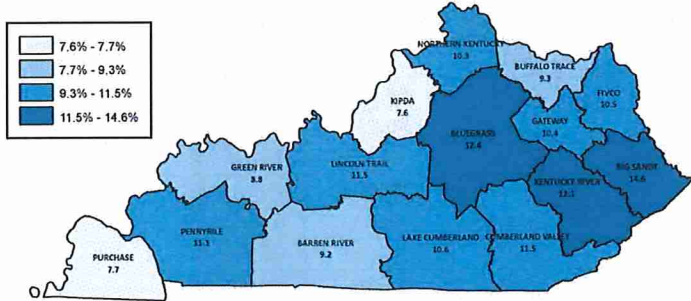 7.6% - 7.7%
7.7% - 9.3%
9.3% - 11.5%
11.5% - 14.6%
NORTHERN KENTUCKY
10.3
BUFFALO TRACE
9.3
FIVCO
10.5
KIPDA
7.6
GATEWAY
10.4
BLUEGRASS
12.4
BIG SANDY
14.6
GREEN RIVER
8.8
LINCOLN TRAIL
11.5
KENTUCKY RIVER
PENNYRILE
11.1
BARREN RIVER
9.2
LAKE CUMBERLAND
10.6
CUMBERLAND VALLEY
11.5
PURCHASE
7.7